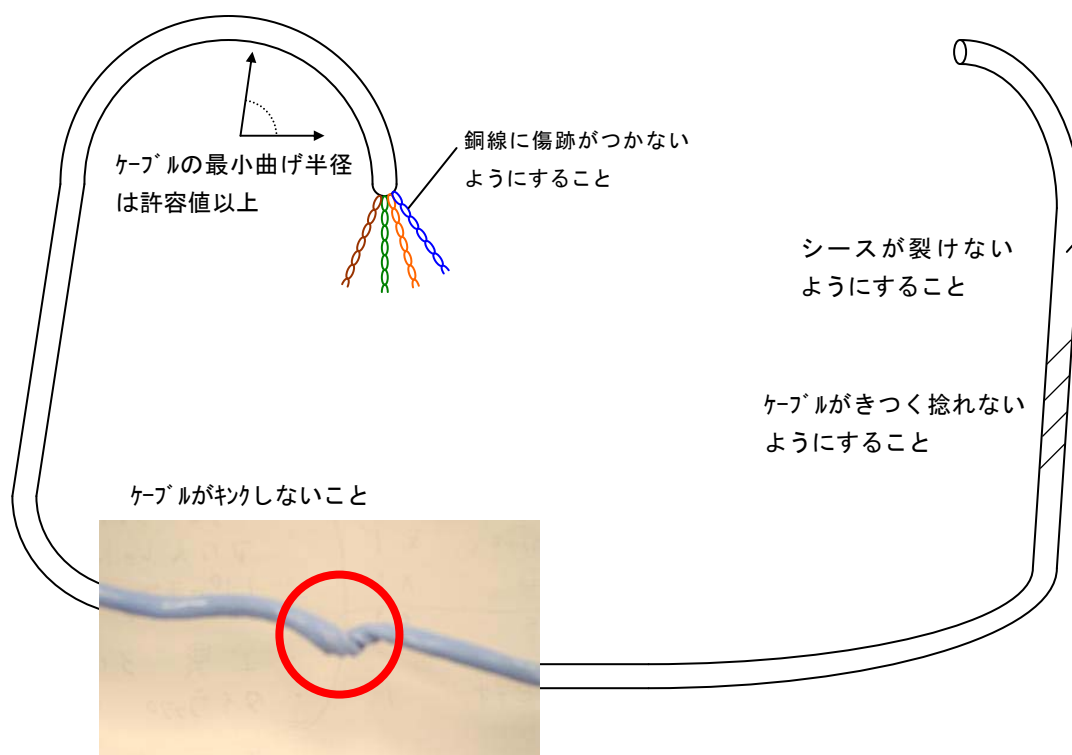 銅線に傷跡がつかない
ようにすること
ｹｰﾌﾞﾙの最小曲げ半径
は許容値以上
シースが裂けない
ようにすること
ｹｰﾌﾞﾙがきつく捻れない
ようにすること
ｹｰﾌﾞﾙがｷﾝｸしないこと